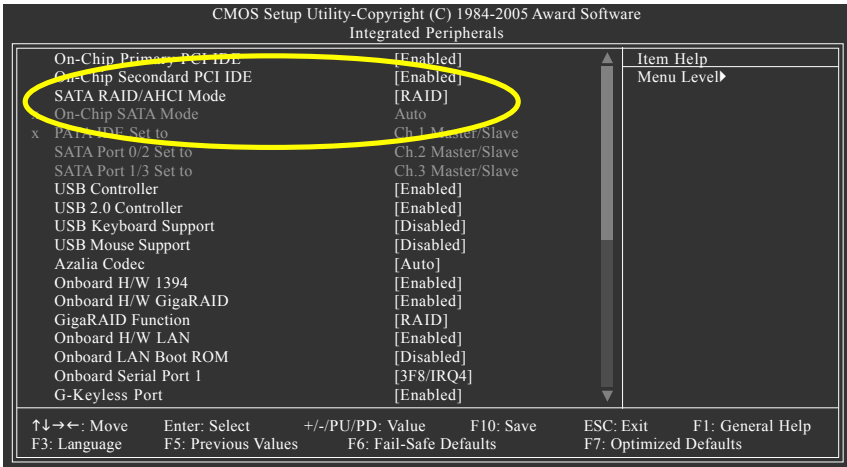 CMOS Setup Utility-Copyright (C) 1984-2005 Award Software
Integrated Peripherals
On-Chip Primary PCI IDE [Enabled] Item Help
On-Chip Secondard PCI IDE [Enabled] Menu Level▶
SATA RAID/AHCI Mode [RAID]
x On-Chip SATA Mode Auto
x PATA IDE Set to Ch.1 Master/Slave
SATA Port 0/2 Set to Ch.2 Master/Slave
SATA Port 1/3 Set to Ch.3 Master/Slave
USB Controller [Enabled]
USB 2.0 Controller [Enabled]
USB Keyboard Support [Disabled]
USB Mouse Support [Disabled]
Azalia Codec [Auto]
Onboard H/W 1394 [Enabled]
Onboard H/W GigaRAID [Enabled]
GigaRAID Function [RAID]
Onboard H/W LAN [Enabled]
Onboard LAN Boot ROM [Disabled]
Onboard Serial Port 1 [3F8/IRQ4]
G-Keyless Port [Enabled]
↑↓→←: Move Enter: Select +/-/PU/PD: Value F10: Save ESC: Exit F1: General Help
F3: Language F5: Previous Values F6: Fail-Safe Defaults F7: Optimized Defaults